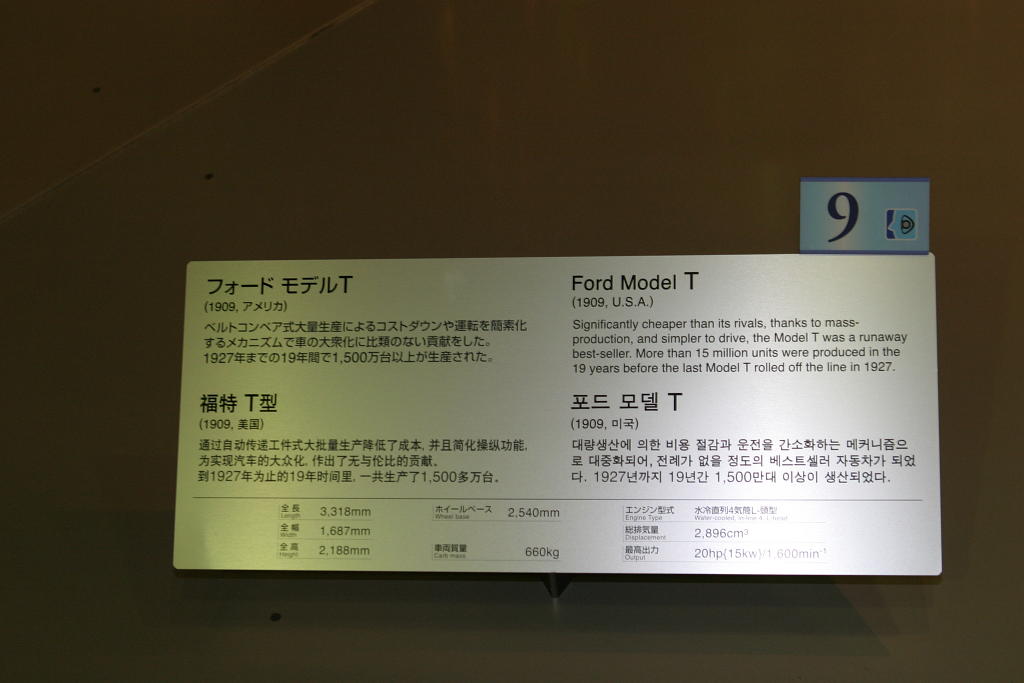 9
フォード モデルT
(1909, アメリカ)
ベルトコンベア式大量生産によるコストダウンや運転を簡素化
するメカニズムで車の大衆化に比類のない貢献をした。
1927年までの19年間で1,500万台以上が生産された。
Ford Model T
(1909, U.S.A.)
Significantly cheaper than its rivals, thanks to mass-
production, and simpler to drive, the Model T was a runaway
best-seller. More than 15 million units were produced in the
19 years before the last Model T rolled off the line in 1927.
福特 T型
(1909, 美国)
通过自动传递工件式大批量生产降低了成本, 并且简化操纵功能,
为实现汽车的大众化, 作出了无与伦比的贡献。
到1927年为止的19年时间里, 一共生产了1,500多万台。
포드 모델 T
(1909, 미국)
대량생산에 의한 비용 절감과 운전을 간소화하는 메커니즘으
로 대중화되어, 전례가 없을 정도의 베스트셀러 자동차가 되었
다. 1927년까지 19년간 1,500만대 이상이 생산되었다.
全長 Length 3,318mm
全幅 Width 1,687mm
全高 Height 2,188mm
ホイールベース Wheel base 2,540mm
車両質量 Carb mass 660kg
エンジン型式 Engine Type 水冷直列4気筒L-頭型 Water-cooled, in-line 4, L-head
総排気量 Displacement 2,896cm³
最高出力 Output 20hp(15kw)/1,600min⁻¹